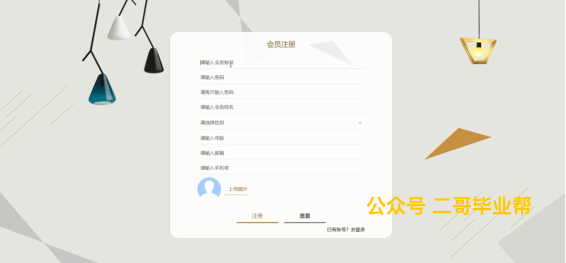 会员注册
请输入会员账号
请输入密码
请再次输入密码
请输入会员姓名
请选择性别
请输入年龄
请输入邮箱
请输入手机号
上传图片
注册
重置
已有账号？去登录
公众号 二哥毕业帮